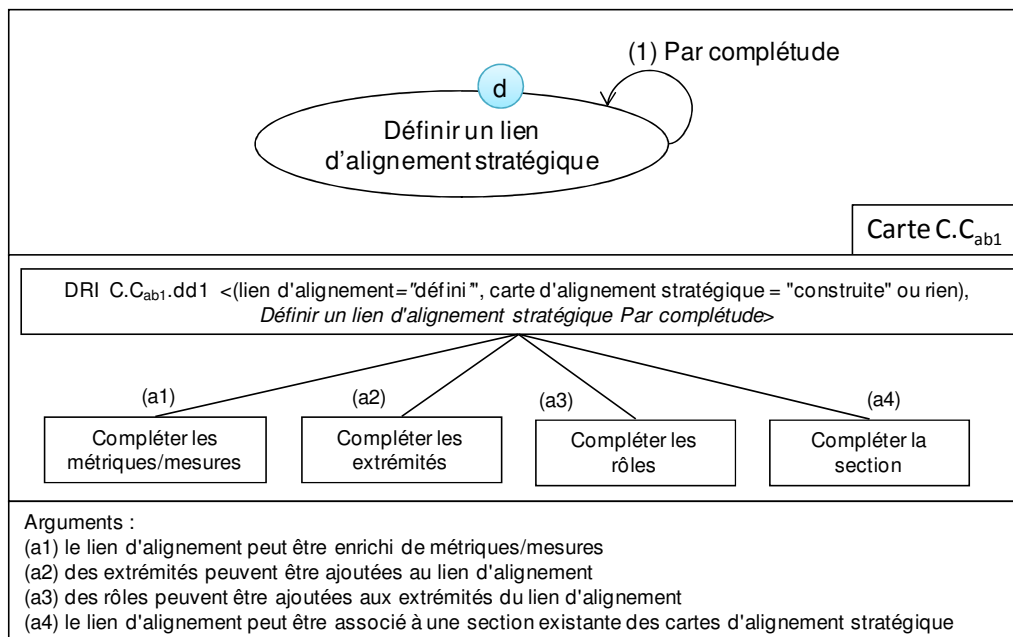 (1) Par complétude
d
Définir un lien
d'alignement stratégique
Carte C.Cab1
DRI C.Cab1.dd1 <(lien d'alignement="défini"', carte d'alignement stratégique = "construite" ou rien),
Définir un lien d'alignement stratégique Par complétude>
(a1) (a2) (a3) (a4)
Compléter les
métriques/mesures
Compléter les
extrémités
Compléter les
rôles
Compléter la
section
Arguments :
(a1) le lien d'alignement peut être enrichi de métriques/mesures
(a2) des extrémités peuvent être ajoutées au lien d'alignement
(a3) des rôles peuvent être ajoutées aux extrémités du lien d'alignement
(a4) le lien d'alignement peut être associé à une section existante des cartes d'alignement stratégique